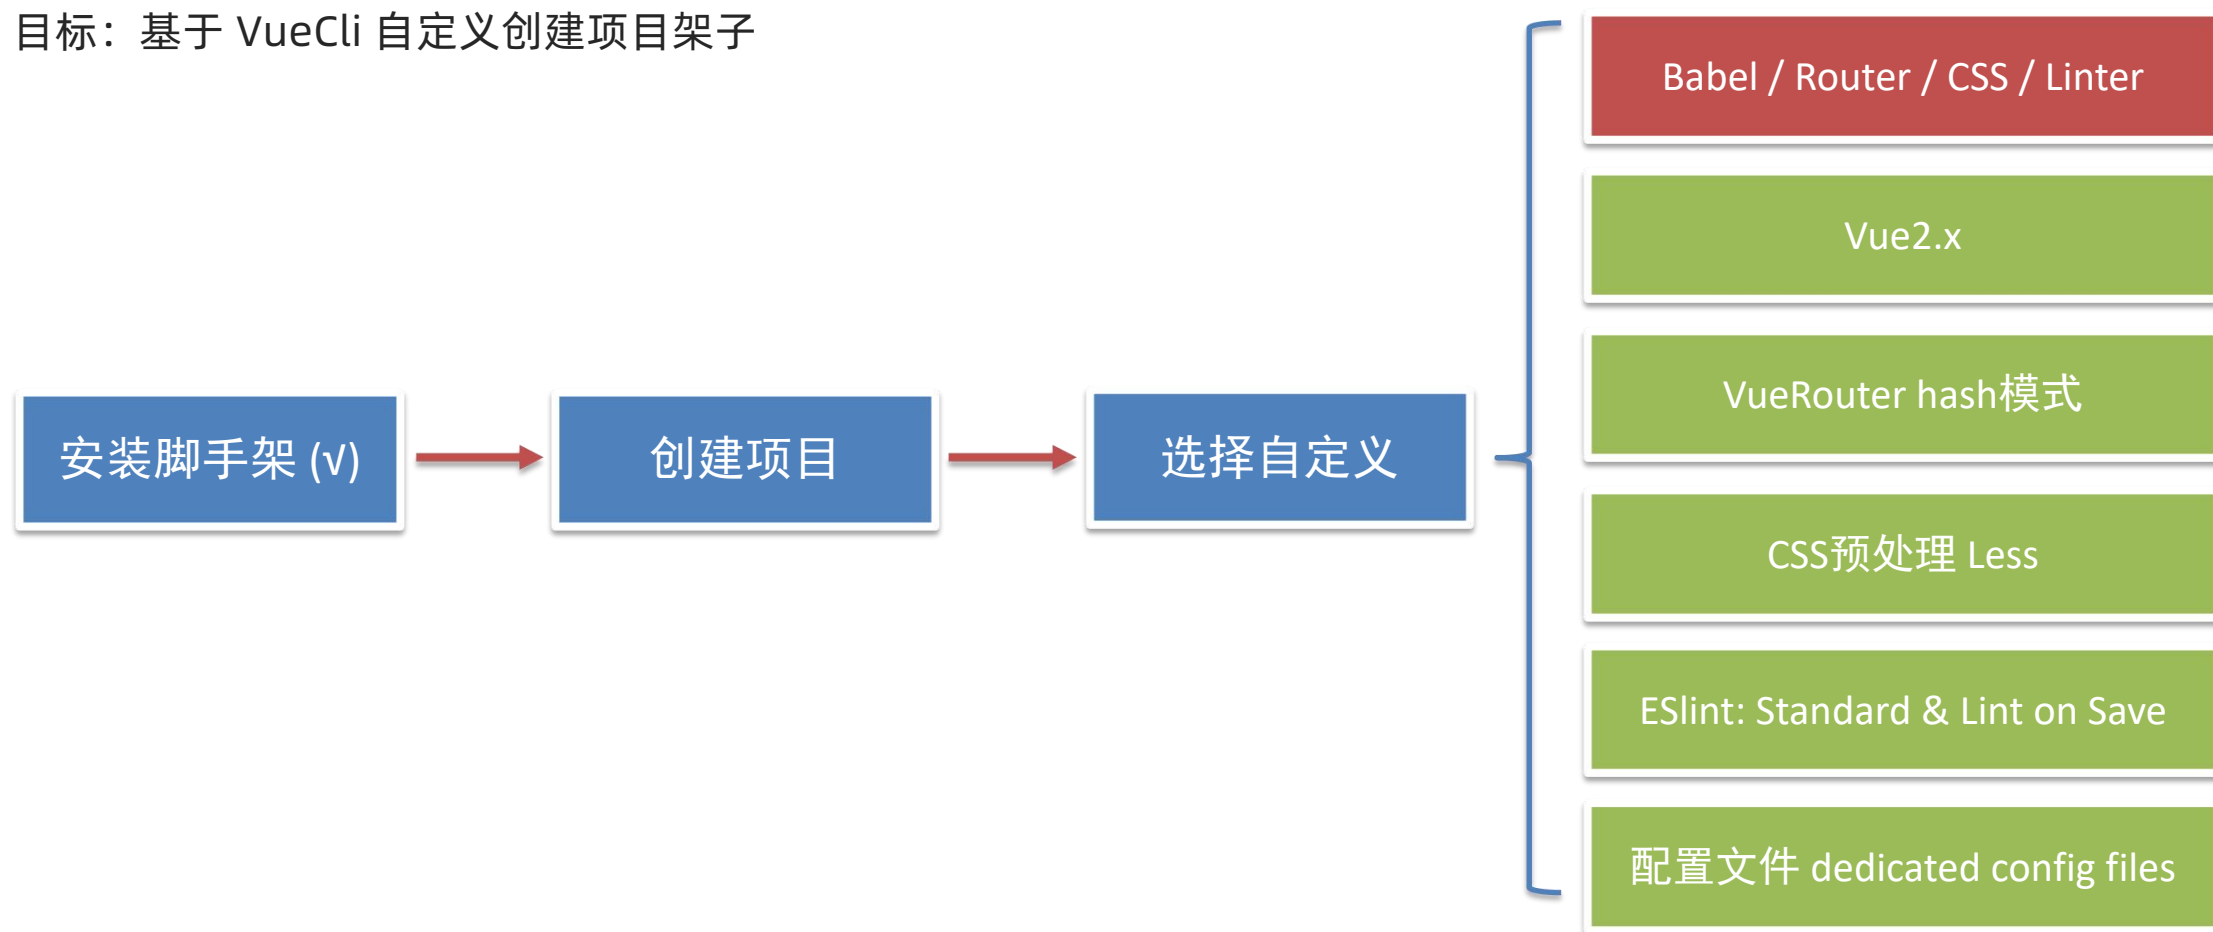 目标：基于 VueCli 自定义创建项目架子
安装脚手架 (√)
创建项目
选择自定义
Babel / Router / CSS / Linter
Vue2.x
VueRouter hash模式
CSS预处理 Less
ESlint: Standard & Lint on Save
配置文件 dedicated config files